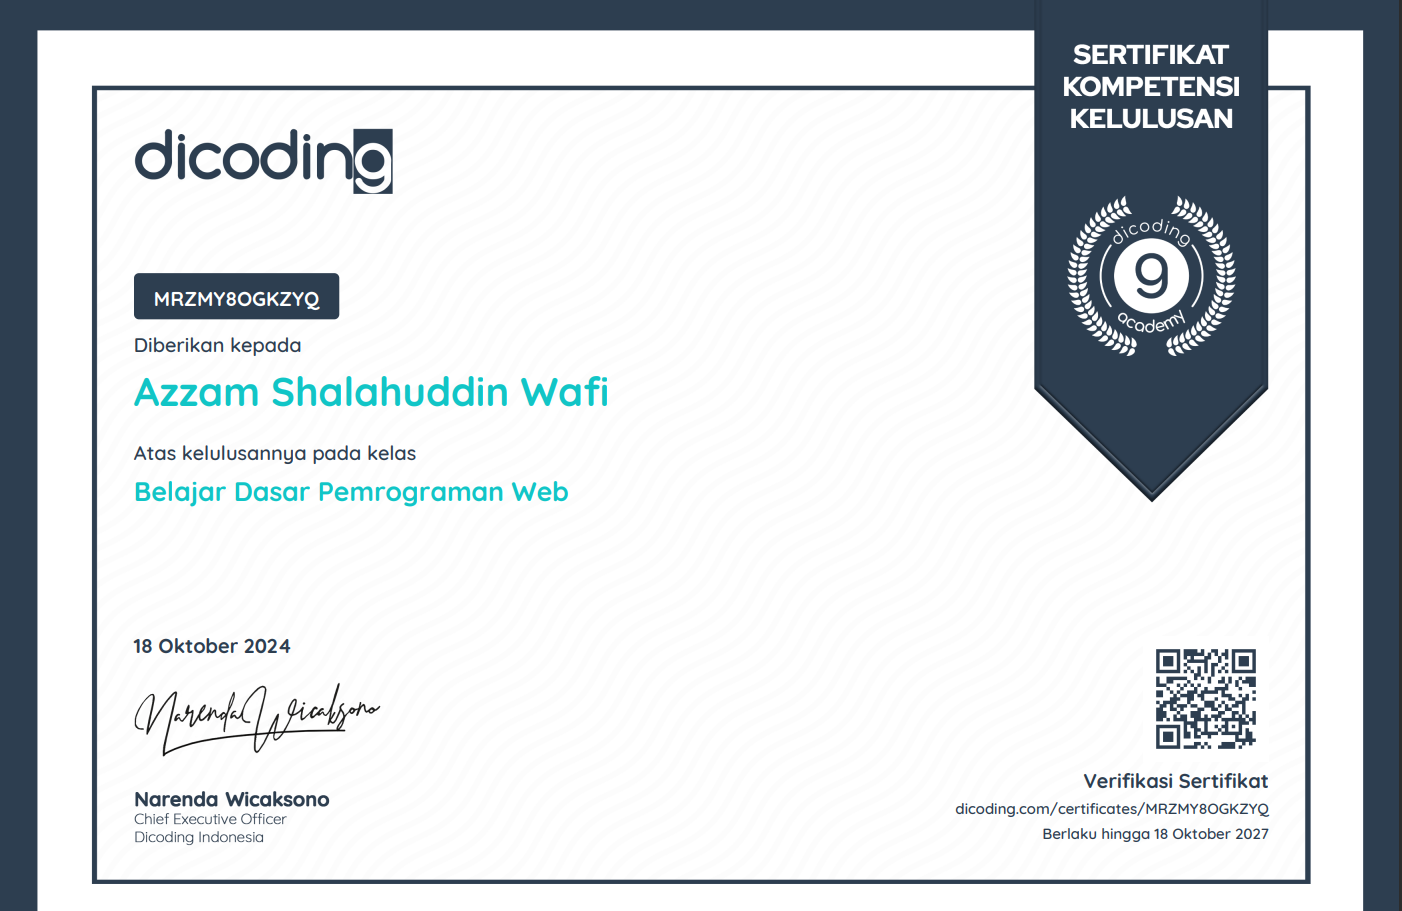 SERTIFIKAT
KOMPETENSI
KELULUSAN
dicoding
dicoding
g
academy
MRZMY8OGKZYQ
Diberikan kepada
Azzam Shalahuddin Wafi
Atas kelulusannya pada kelas
Belajar Dasar Pemrograman Web
18 Oktober 2024
Narenda Wicaksono
Narenda Wicaksono
Chief Executive Officer
Dicoding Indonesia
Verifikasi Sertifikat
dicoding.com/certificates/MRZMY8OGKZYQ
Berlaku hingga 18 Oktober 2027